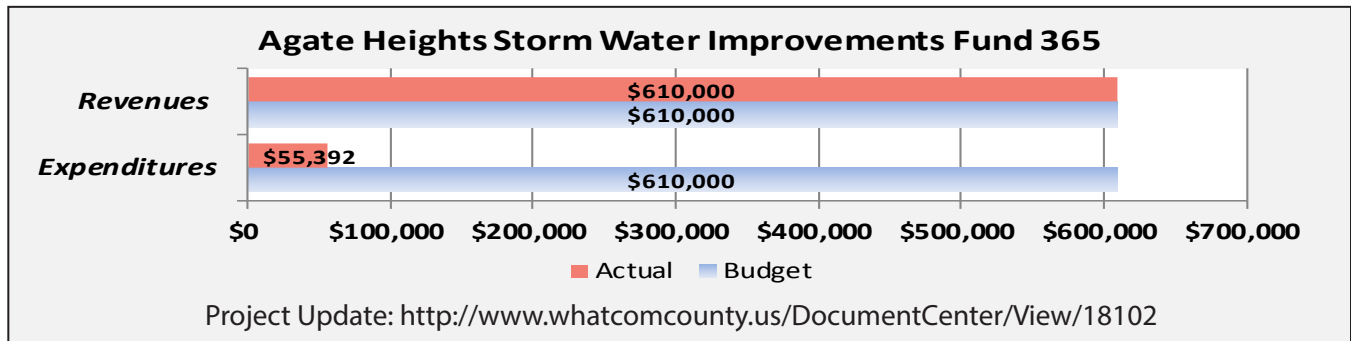 Agate Heights Storm Water Improvements Fund 365
Revenues
$610,000
$610,000
Expenditures
$55,392
$610,000
$0 $100,000 $200,000 $300,000 $400,000 $500,000 $600,000 $700,000
Actual Budget
Project Update: http://www.whatcomcounty.us/DocumentCenter/View/18102